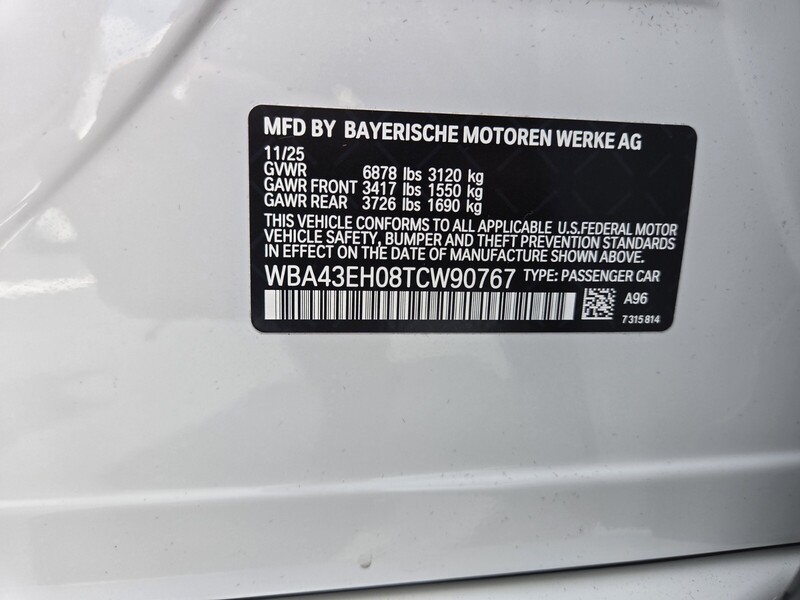 MFD BY BAYERISCHE MOTOREN WERKE AG
11/25
GVWR 6878 lbs 3120 kg
GAWR FRONT 3417 lbs 1550 kg
GAWR REAR 3726 lbs 1690 kg
THIS VEHICLE CONFORMS TO ALL APPLICABLE U.S.FEDERAL MOTOR
VEHICLE SAFETY, BUMPER AND THEFT PREVENTION STANDARDS
IN EFFECT ON THE DATE OF MANUFACTURE SHOWN ABOVE.
WBA43EH08TCW90767 TYPE: PASSENGER CAR
A96
7 315 814